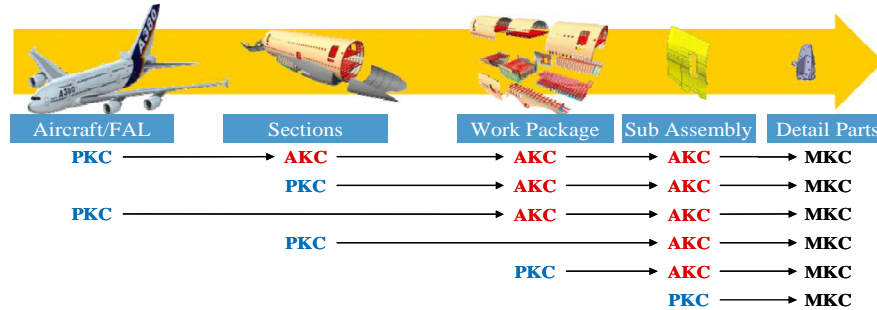 A380
A380
Aircraft/FAL Sections Work Package Sub Assembly Detail Parts
PKC AKC AKC AKC MKC
PKC AKC AKC MKC
PKC AKC AKC MKC
PKC AKC MKC
PKC AKC MKC
PKC MKC